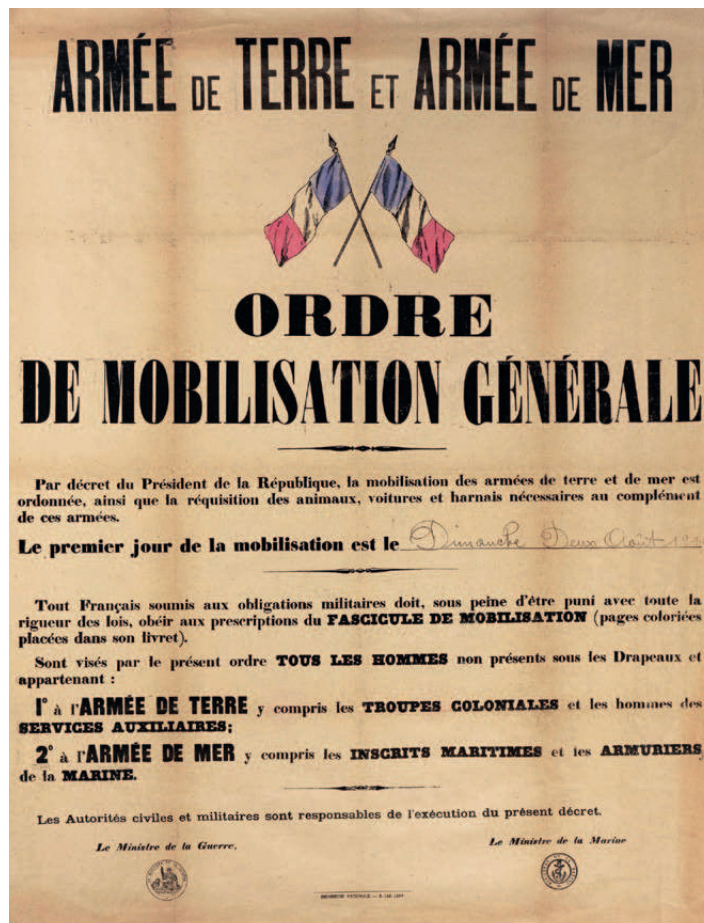 ARMÉE DE TERRE ET ARMÉE DE MER
ORDRE
DE MOBILISATION GÉNÉRALE
Par décret du Président de la République, la mobilisation des armées de terre et de mer est
ordonnée, ainsi que la réquisition des animaux, voitures et harnais nécessaires au complément
de ces armées.
Le premier jour de la mobilisation est le Dimanche Deux Août
Tout Français soumis aux obligations militaires doit, sous peine d'être puni avec toute la
rigueur des lois, obéir aux prescriptions du FASCICULE DE MOBILISATION (pages coloriées
placées dans son livret).
Sont visés par le présent ordre TOUS LES HOMMES non présents sous les Drapeaux et
appartenant :
1° à l'ARMÉE DE TERRE y compris les TROUPES COLONIALES et les hommes des
SERVICES AUXILIAIRES;
2° à l'ARMÉE DE MER y compris les INSCRITS MARITIMES et les ARMURIERS
de la MARINE.
Les Autorités civiles et militaires sont responsables de l'exécution du présent décret.
Le Ministre de la Guerre,
Le Ministre de la Marine
IMPRIMERIE NATIONALE